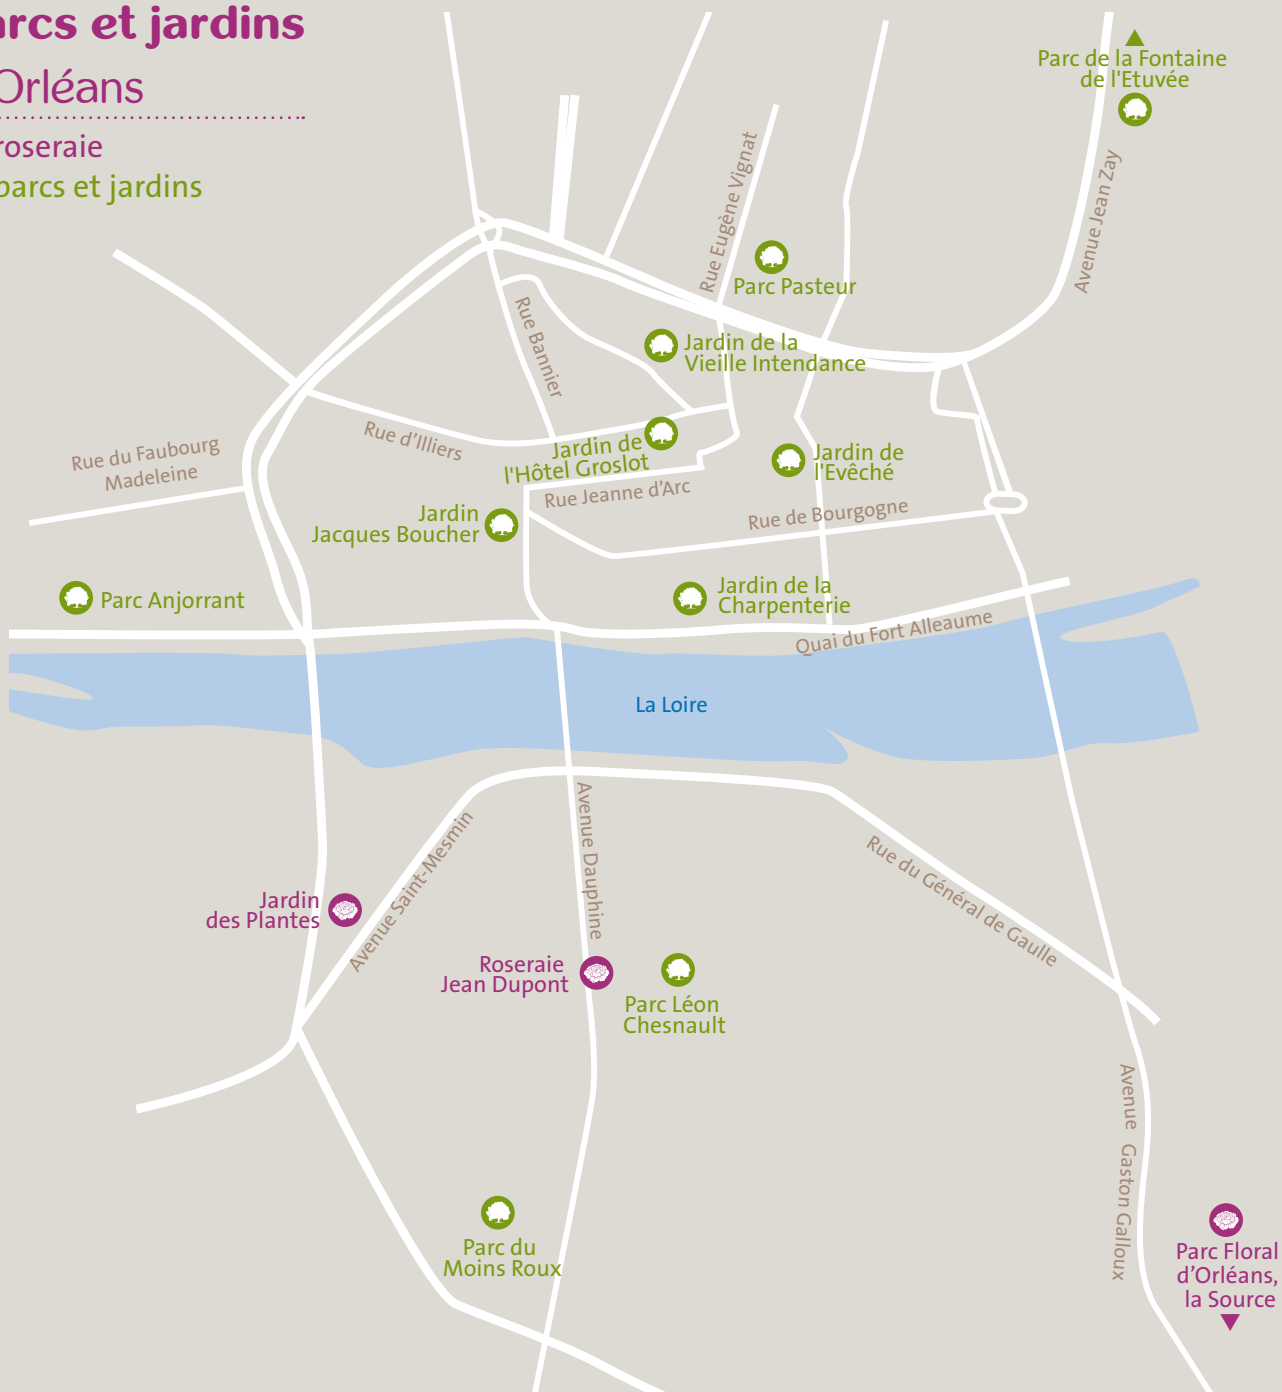 arcs et jardins
Orléans
roseraie
parcs et jardins
Parc de la Fontaine
de l'Etuvée
Avenue Jean Zay
Rue Eugène Vignat
Parc Pasteur
Rue Bannier
Jardin de la
Vieille Intendance
Rue d'Illiers
Rue du Faubourg
Madeleine
Jardin de
l'Hôtel Groslot
Jardin de
l'Evêché
Rue Jeanne d'Arc
Rue de Bourgogne
Jardin
Jacques Boucher
Parc Anjorrant
Jardin de la
Charpenterie
Quai du Fort Alleaume
La Loire
Avenue Dauphine
Avenue Saint-Mesmin
Rue du Général de Gaulle
Jardin
des Plantes
Roseraie
Jean Dupont
Parc Léon
Chesnault
Avenue Gaston Galloux
Parc du
Moins Roux
Parc Floral
d'Orléans,
la Source